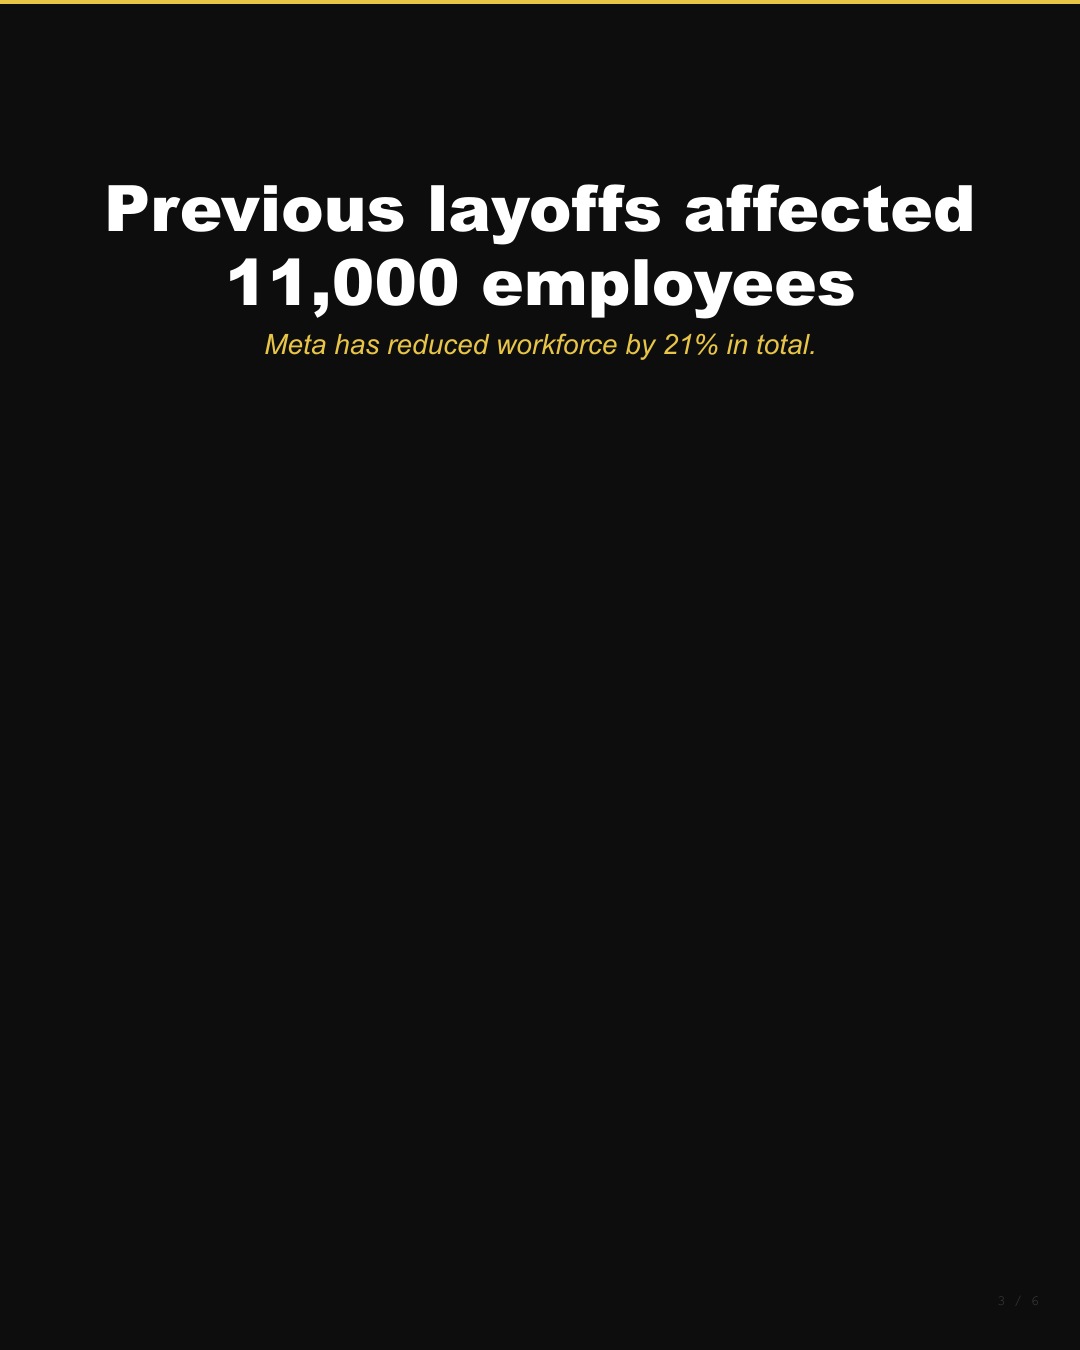 Previous layoffs affected
11,000 employees
Meta has reduced workforce by 21% in total.
3 / 6